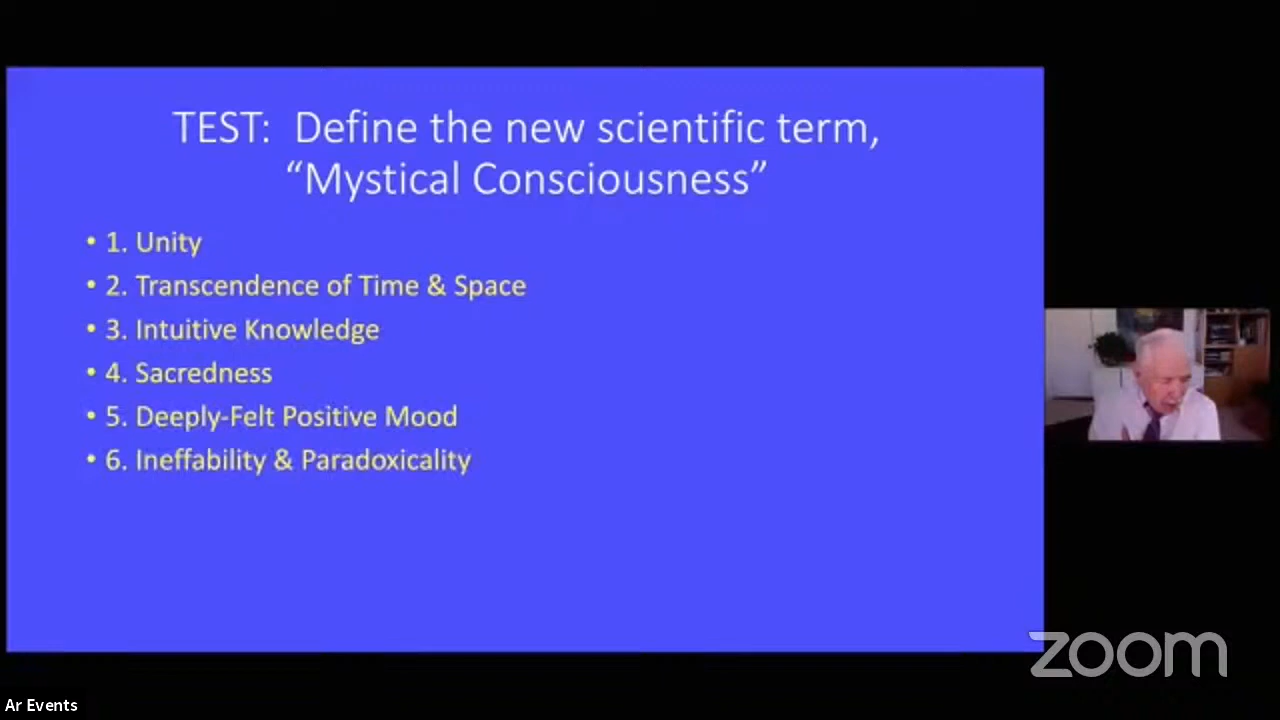 TEST:  Define the new scientific term,
“Mystical Consciousness”
• 1. Unity
• 2. Transcendence of Time & Space
• 3. Intuitive Knowledge
• 4. Sacredness
• 5. Deeply-Felt Positive Mood
• 6. Ineffability & Paradoxicality
zoom
Ar Events